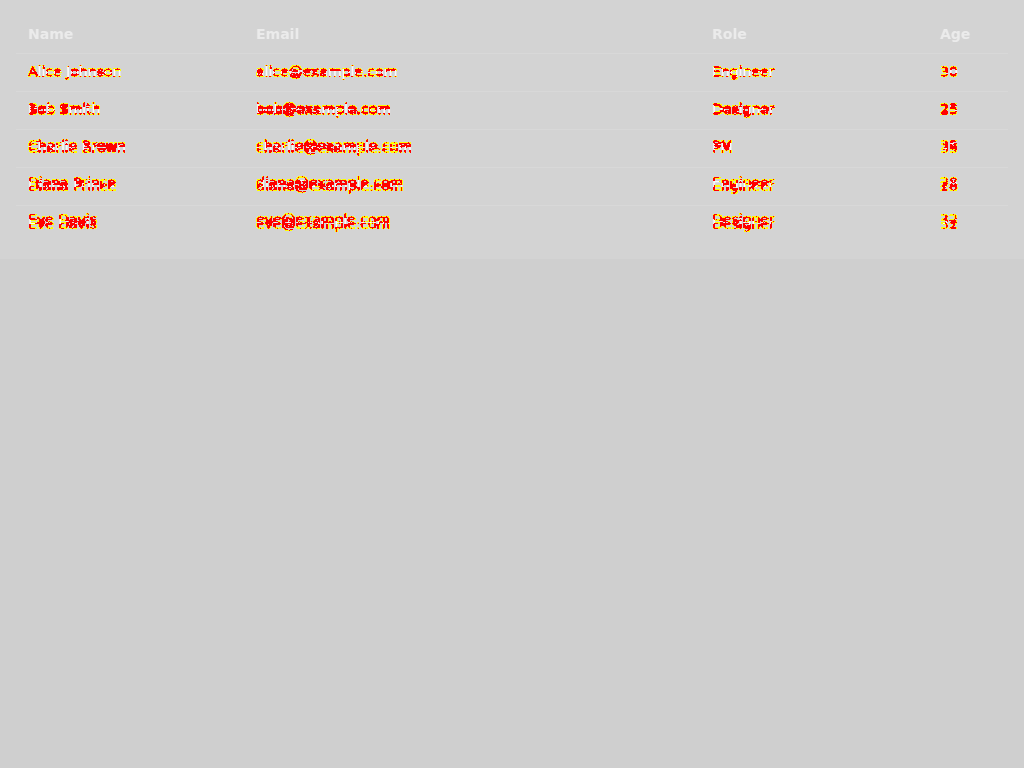 Name Email Role Age
Alice Johnson alice@example.com Engineer 30
Bob Smith bob@example.com Designer 25
Charlie Brown charlie@example.com PM
Diana Prince diana@example.com Engineer 28
Eve Davis eve@example.com Designer 32